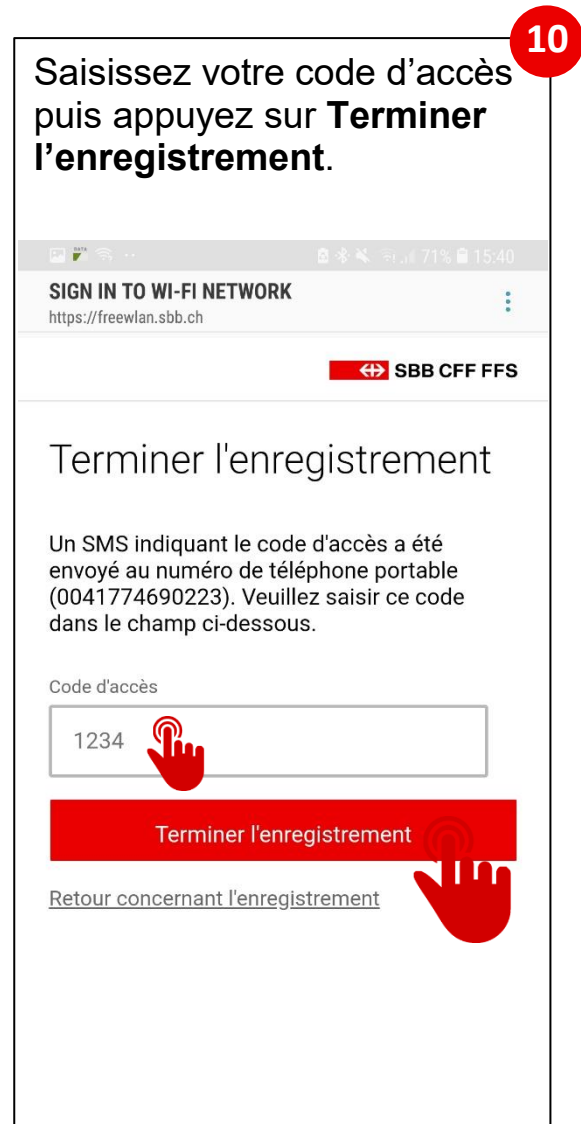 10
Saisissez votre code d’accès
puis appuyez sur Terminer
l’enregistrement.
DATA
71% 15:40
SIGN IN TO WI-FI NETWORK
https://freewlan.sbb.ch
SBB CFF FFS
Terminer l'enregistrement
Un SMS indiquant le code d'accès a été
envoyé au numéro de téléphone portable
(0041774690223). Veuillez saisir ce code
dans le champ ci-dessous.
Code d'accès
1234
Terminer l'enregistrement
Retour concernant l'enregistrement